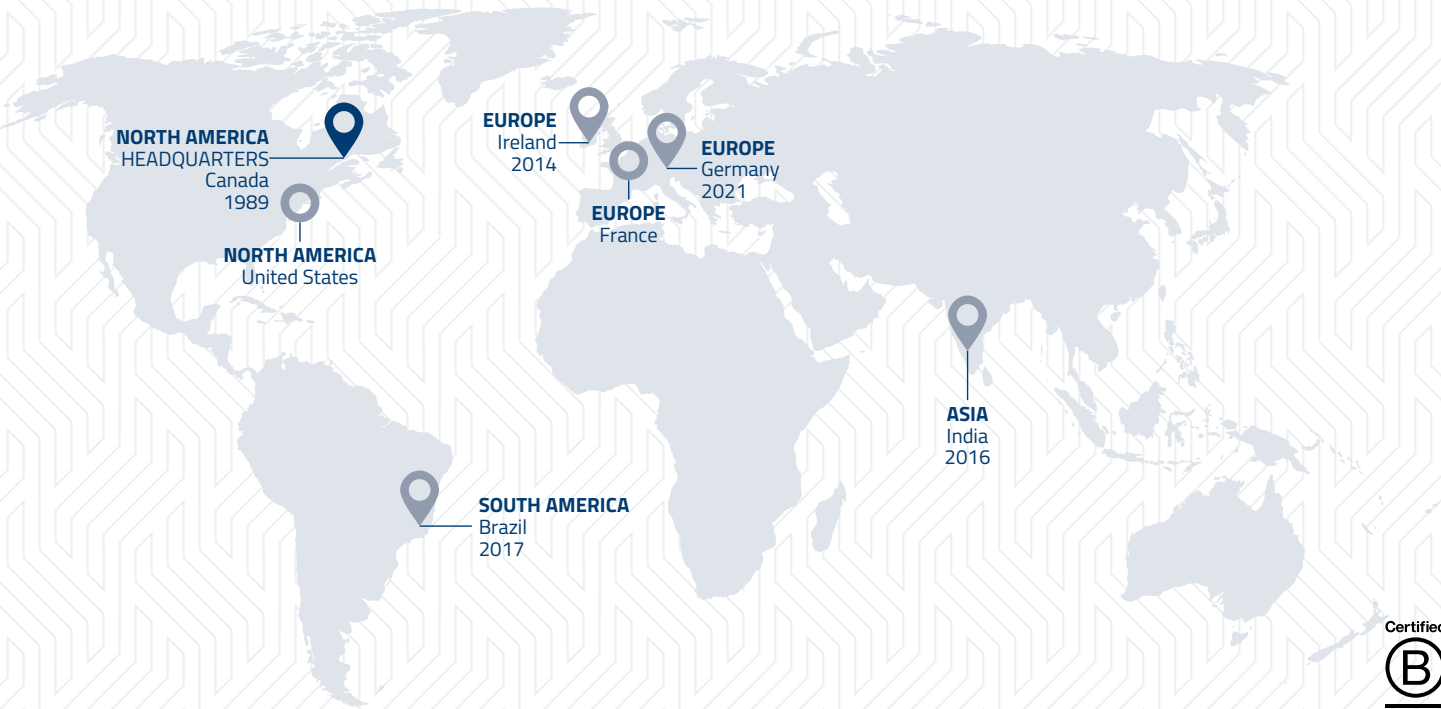 NORTH AMERICA
HEADQUARTERS
Canada
1989
NORTH AMERICA
United States
EUROPE
Ireland
2014
EUROPE
Germany
2021
EUROPE
France
ASIA
India
2016
SOUTH AMERICA
Brazil
2017
Certified
B